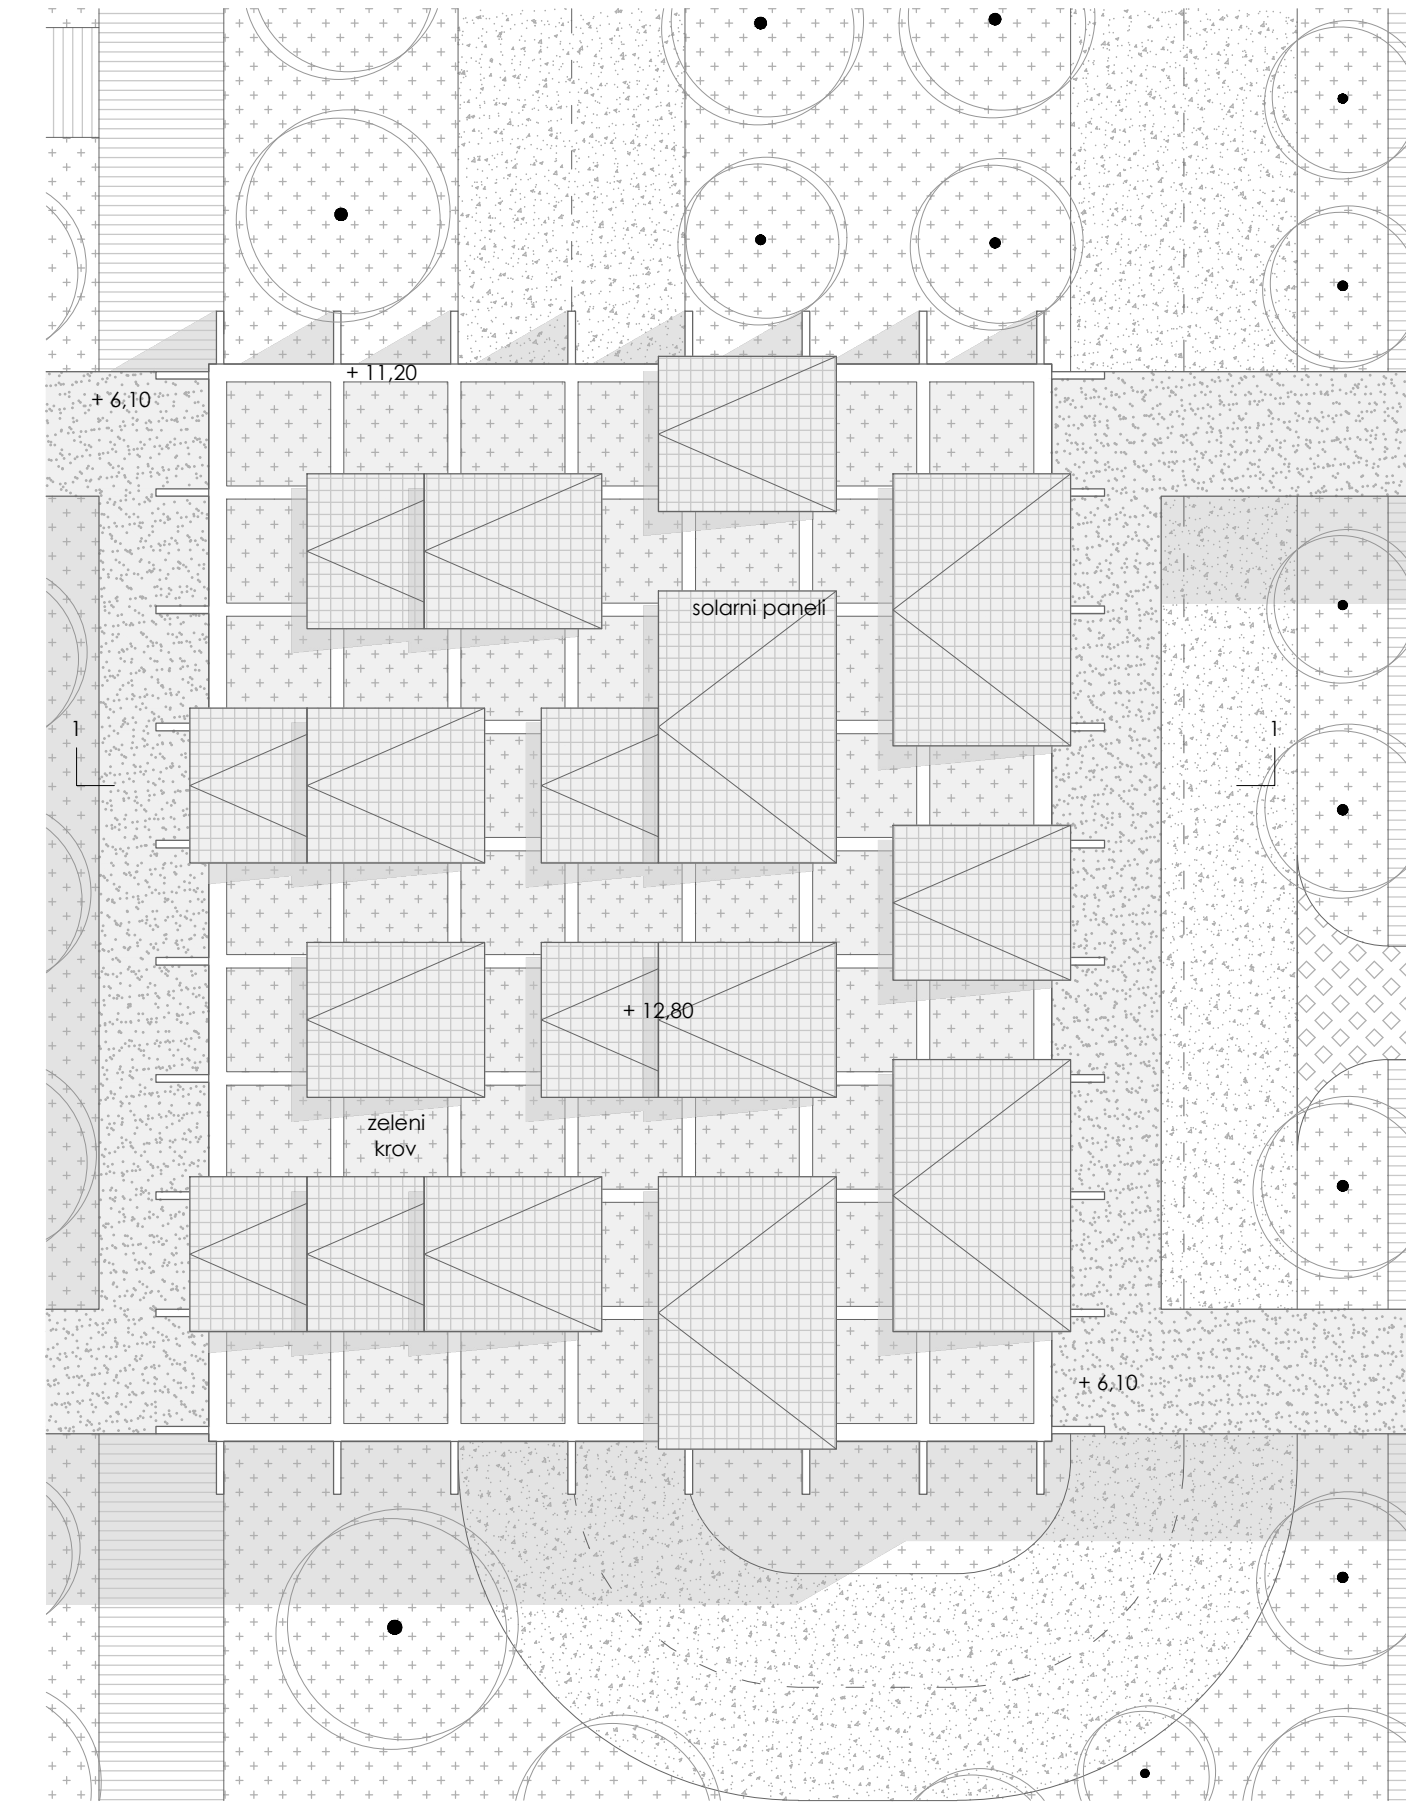 + 11,20
+ 6,10
solarni paneli
1
1
+ 12,80
zeleni
krov
+ 6,10